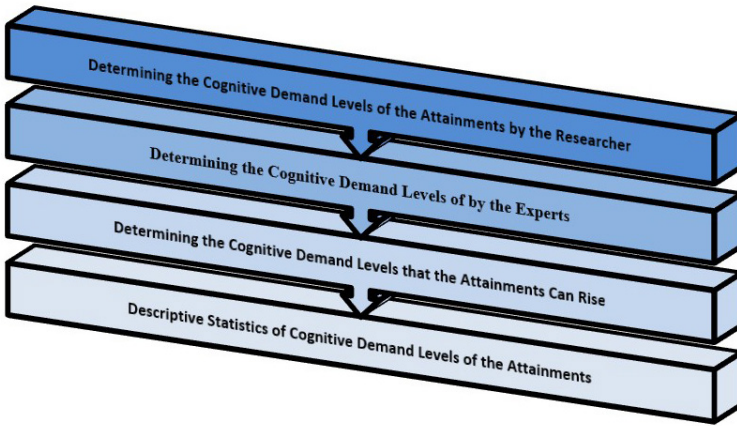 Determining the Cognitive Demand Levels of the Attainments by the Researcher
Determining the Cognitive Demand Levels of by the Experts
Determining the Cognitive Demand Levels that the Attainments Can Rise
Descriptive Statistics of Cognitive Demand Levels of the Attainments